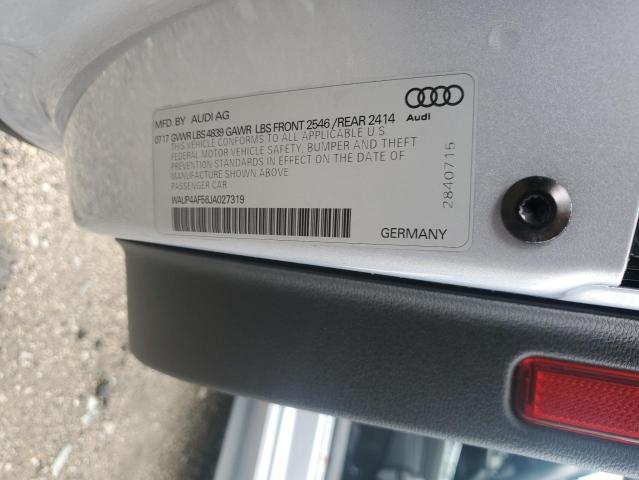 MFD. BY AUDI AG
0717 GVWR LBS 4839 GAWR LBS FRONT 2546 /REAR 2414
THIS VEHICLE CONFORMS TO ALL APPLICABLE U.S
FEDERAL MOTOR VEHICLE SAFETY, BUMPER AND THEFT
PREVENTION STANDARDS IN EFFECT ON THE DATE OF
MANUFACTURE SHOWN ABOVE
PASSENGER CAR
WAUP4AF56JA027319
Audi
2840715
GERMANY